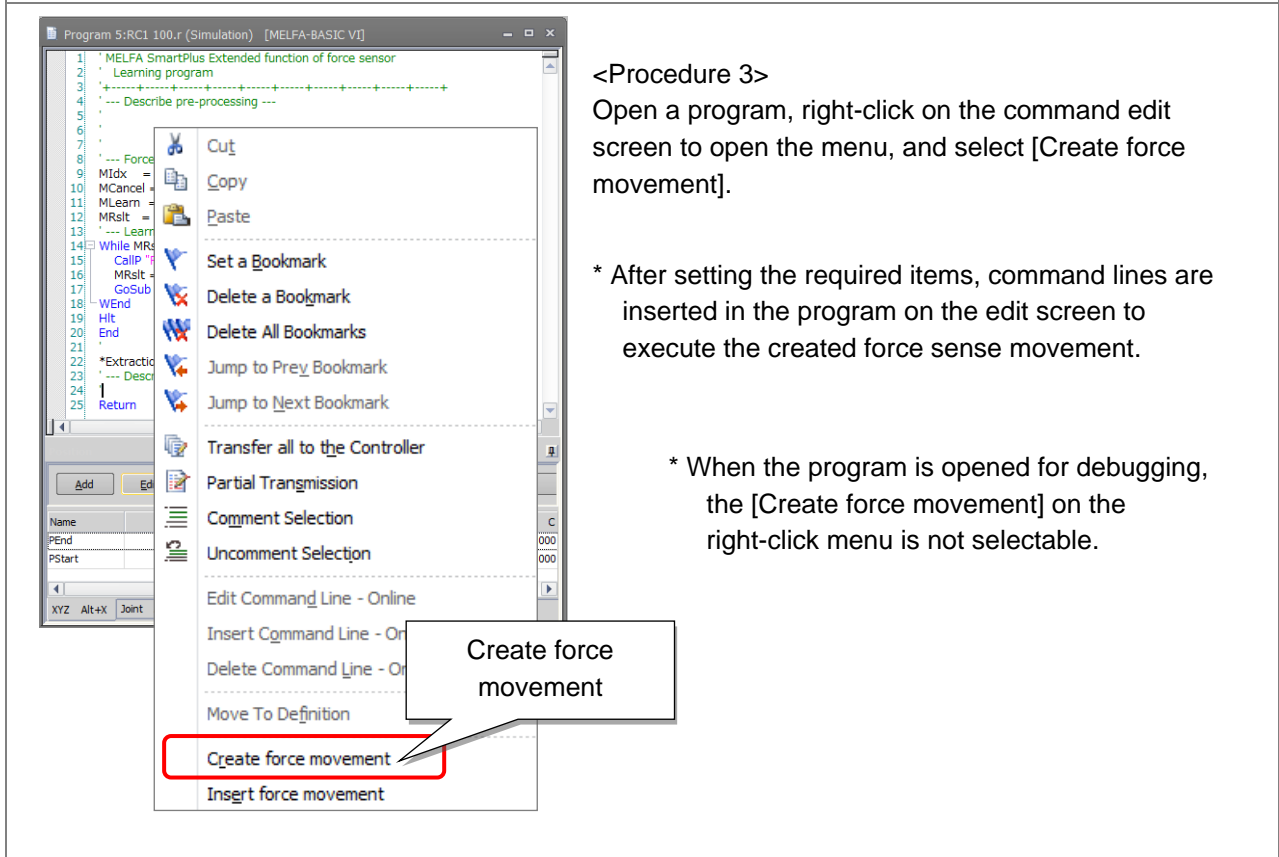 Program 5:RC1 100.r (Simulation) [MELFA-BASIC VI]
1 ' MELFA SmartPlus Extended function of force sensor
2 ' Learning program
3 '+-----+-----+-----+-----+-----+-----+-----+-----+-----+
4 ' --- Describe pre-processing ---
5 '
6 '
7 '
8 ' --- Force
9 MIdx =
10 MCancel =
11 MLearn =
12 MRslt =
13 ' --- Learn
14 While MRs
15 CallP "F
16 MRslt =
17 GoSub
18 WEnd
19 Hlt
20 End
21 '
22 *Extractio
23 ' --- Descr
24 '
25 Return
Add
Name C
PEnd 000
PStart 000
XYZ Alt+X Joint
Cut
Copy
Paste
Set a Bookmark
Delete a Bookmark
Delete All Bookmarks
Jump to Prev Bookmark
Jump to Next Bookmark
Transfer all to the Controller
Partial Transmission
Comment Selection
Uncomment Selection
Edit Command Line - Online
Insert Command Line - On
Delete Command Line - On
Move To Definition
Create force movement
Insert force movement
Create force
movement
<Procedure 3>
Open a program, right-click on the command edit
screen to open the menu, and select [Create force
movement].
* After setting the required items, command lines are
inserted in the program on the edit screen to
execute the created force sense movement.
* When the program is opened for debugging,
the [Create force movement] on the
right-click menu is not selectable.